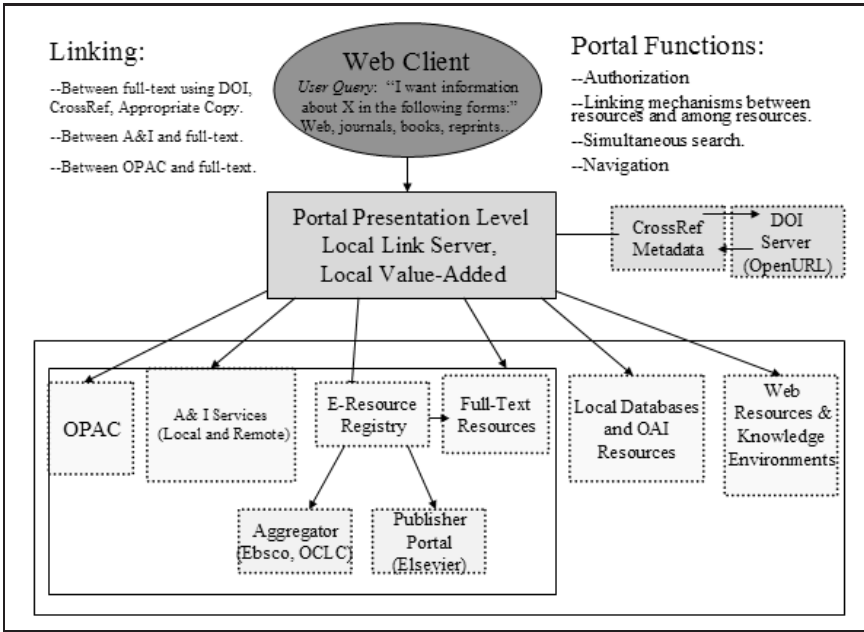 Linking:
--Between full-text using DOI,
CrossRef, Appropriate Copy.
--Between A&I and full-text.
--Between OPAC and full-text.
Web Client
User Query: “I want information
about X in the following forms:”
Web, journals, books, reprints...
Portal Functions:
--Authorization
--Linking mechanisms between
resources and among resources.
--Simultaneous search.
--Navigation
Portal Presentation Level
Local Link Server,
Local Value-Added
CrossRef
Metadata
DOI
Server
(OpenURL)
OPAC
A& I Services
(Local and Remote)
E-Resource
Registry
Full-Text
Resources
Local Databases
and OAI
Resources
Web
Resources &
Knowledge
Environments
Aggregator
(Ebsco, OCLC)
Publisher
Portal
(Elsevier)